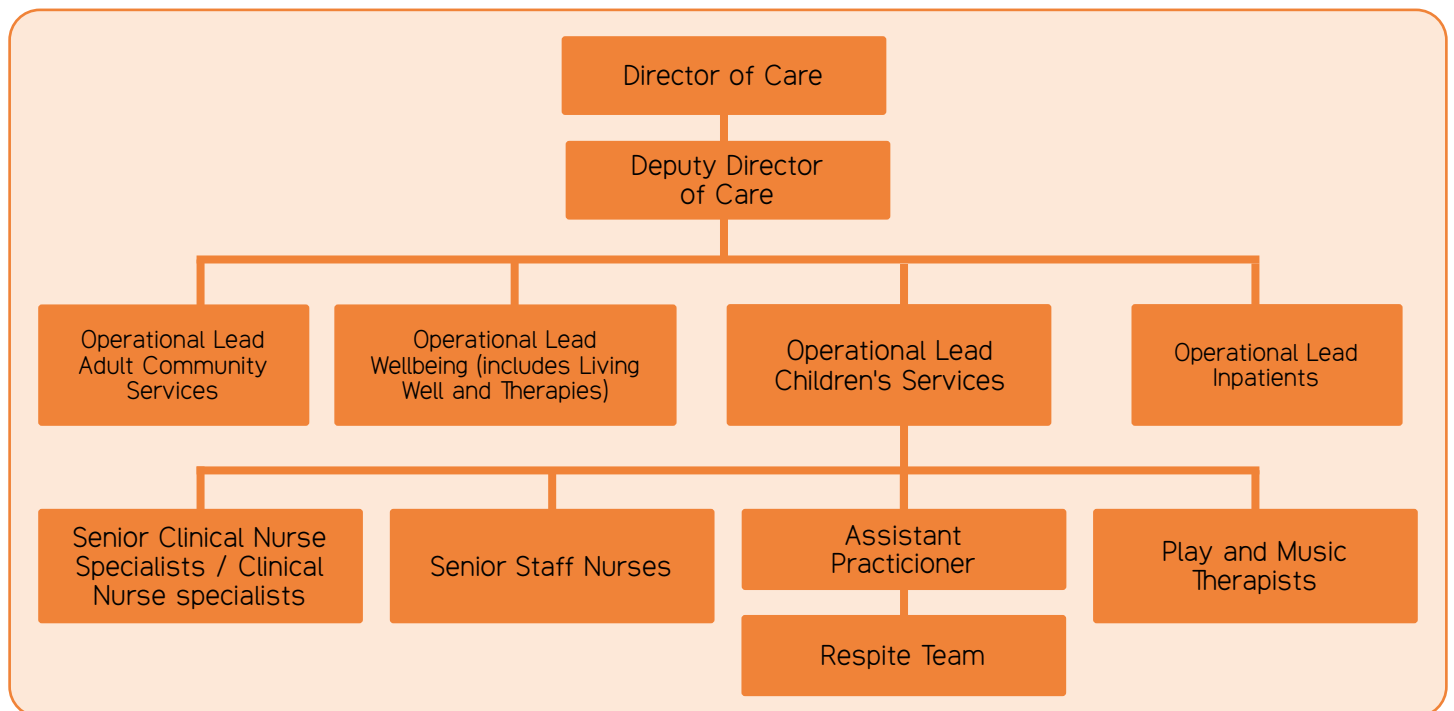 Director of Care
Deputy Director
of Care
Operational Lead
Adult Community
Services
Operational Lead
Wellbeing (includes Living
Well and Therapies)
Operational Lead
Children's Services
Operational Lead
Inpatients
Senior Clinical Nurse
Specialists / Clinical
Nurse specialists
Senior Staff Nurses
Assistant
Practicioner
Play and Music
Therapists
Respite Team